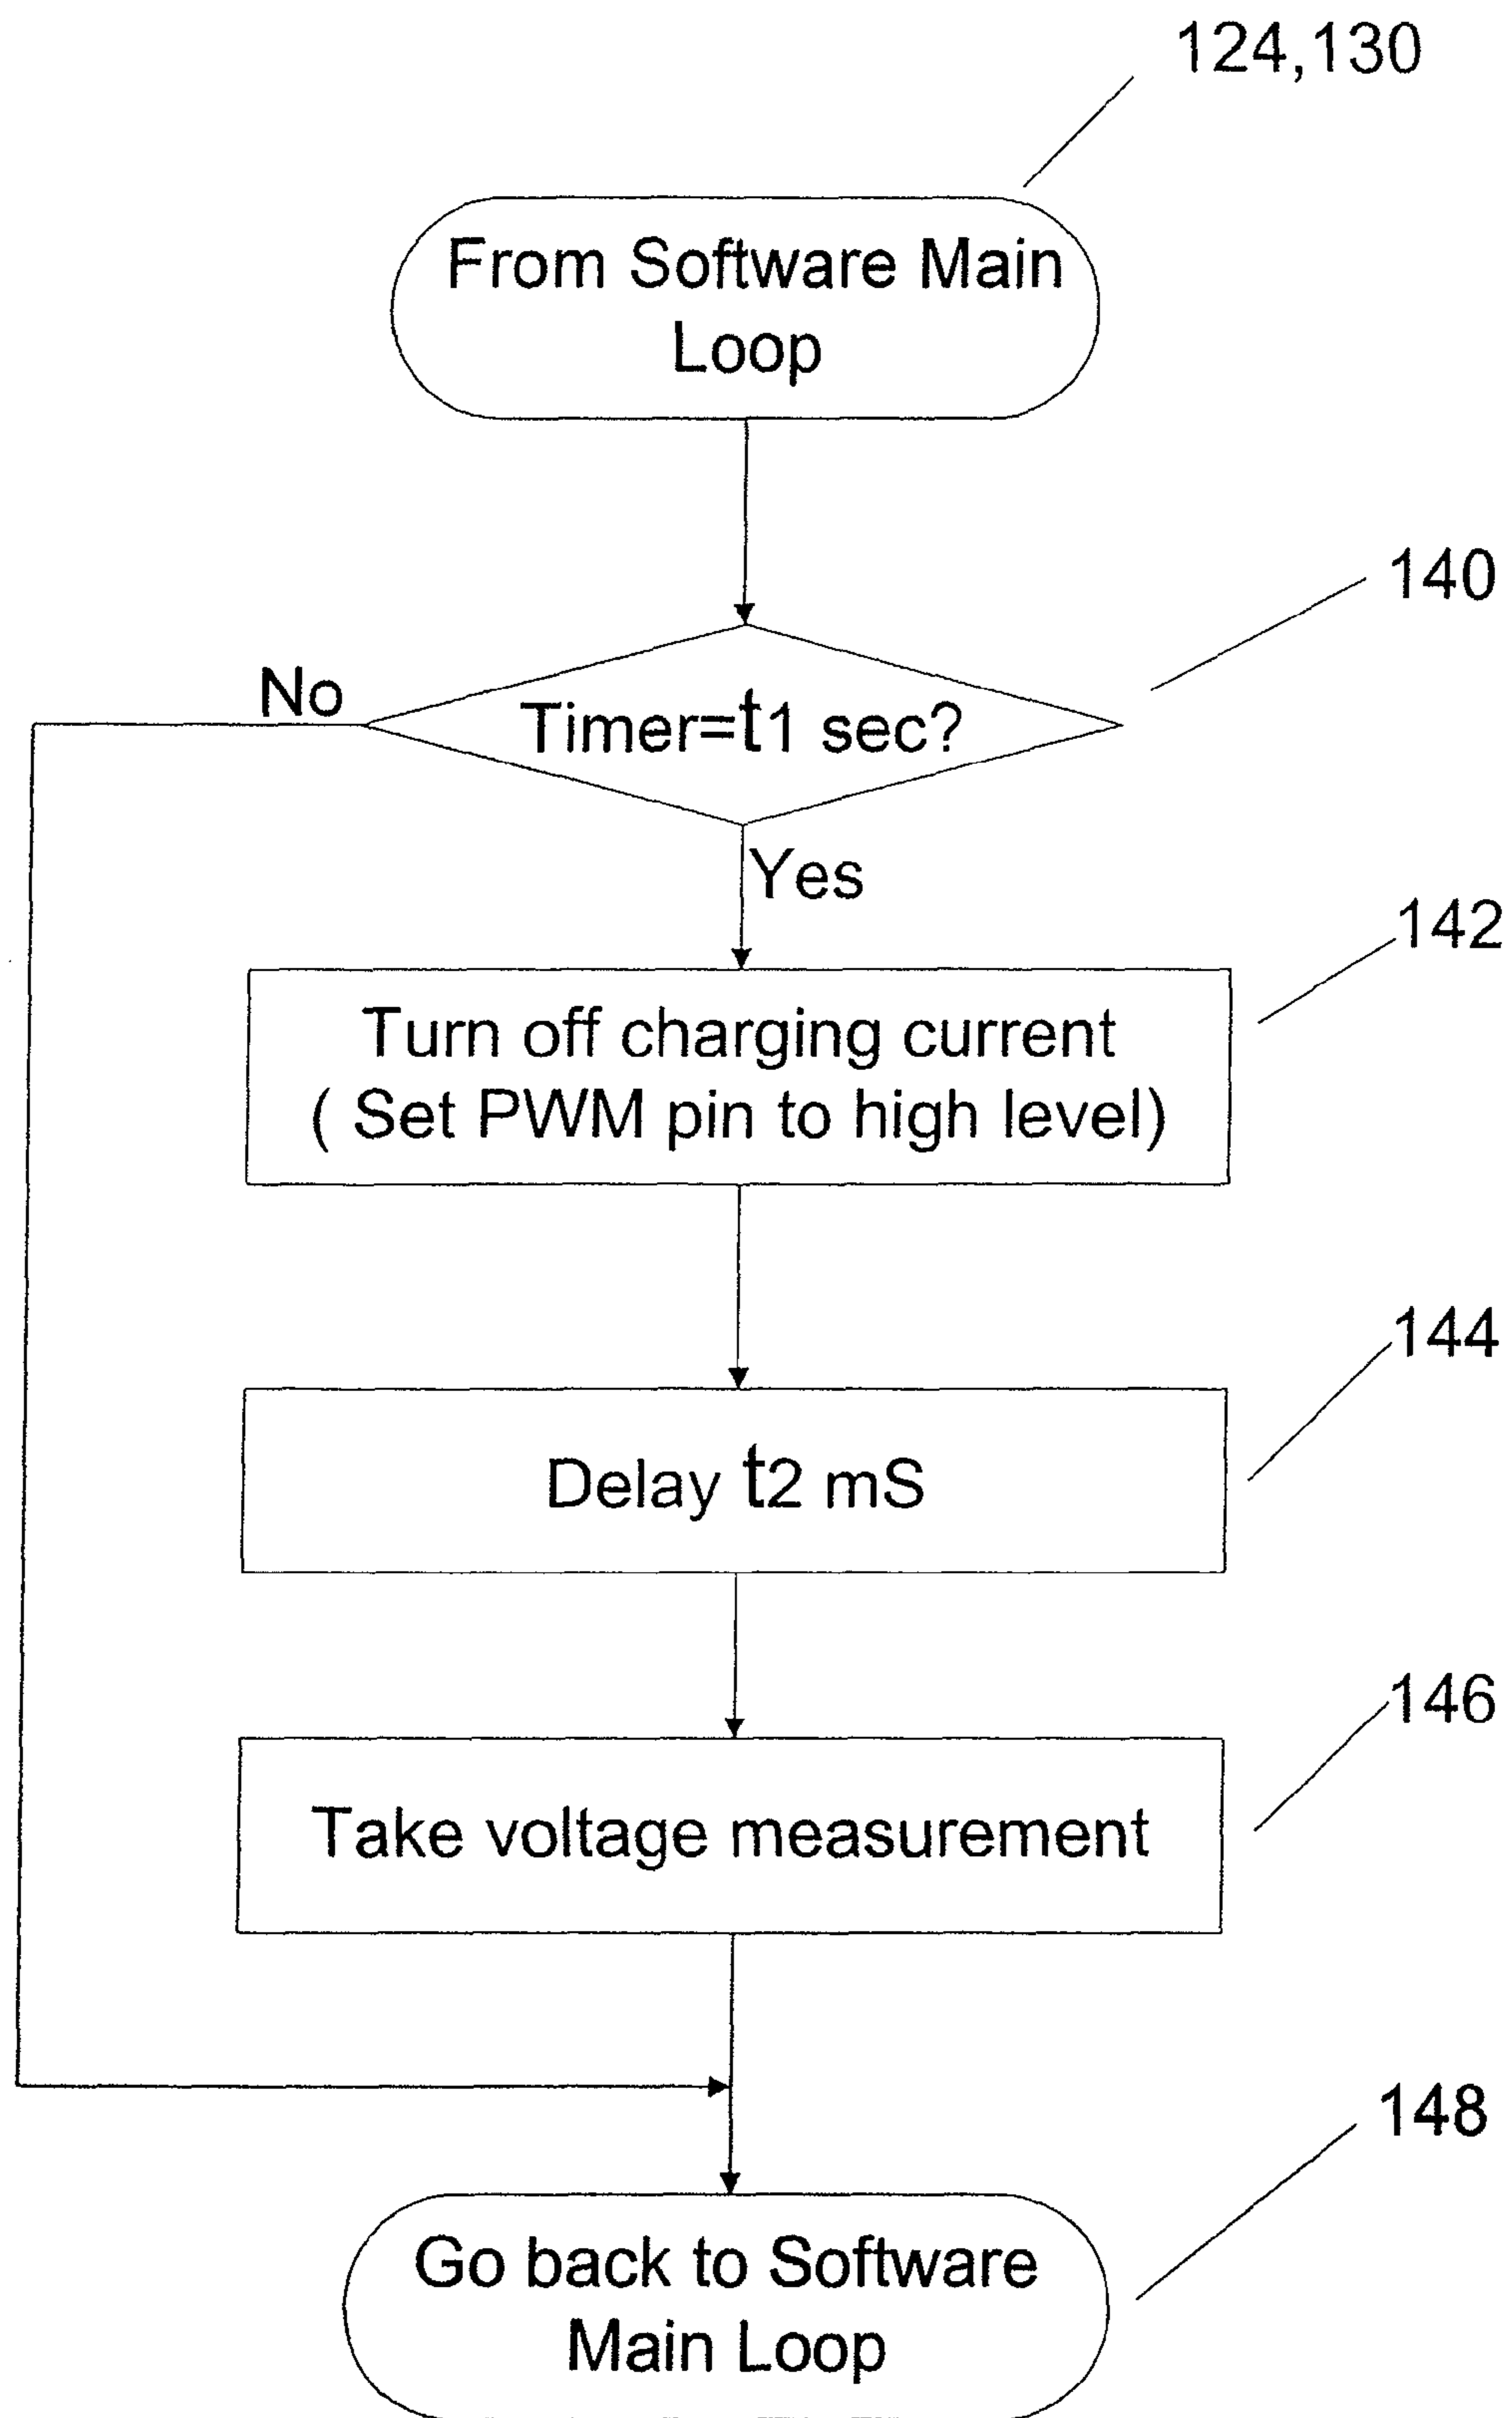 124,130
From Software Main
Loop
140
No
Timer=t1 sec?
Yes
142
Turn off charging current
( Set PWM pin to high level)
144
Delay t2 mS
146
Take voltage measurement
148
Go back to Software
Main Loop